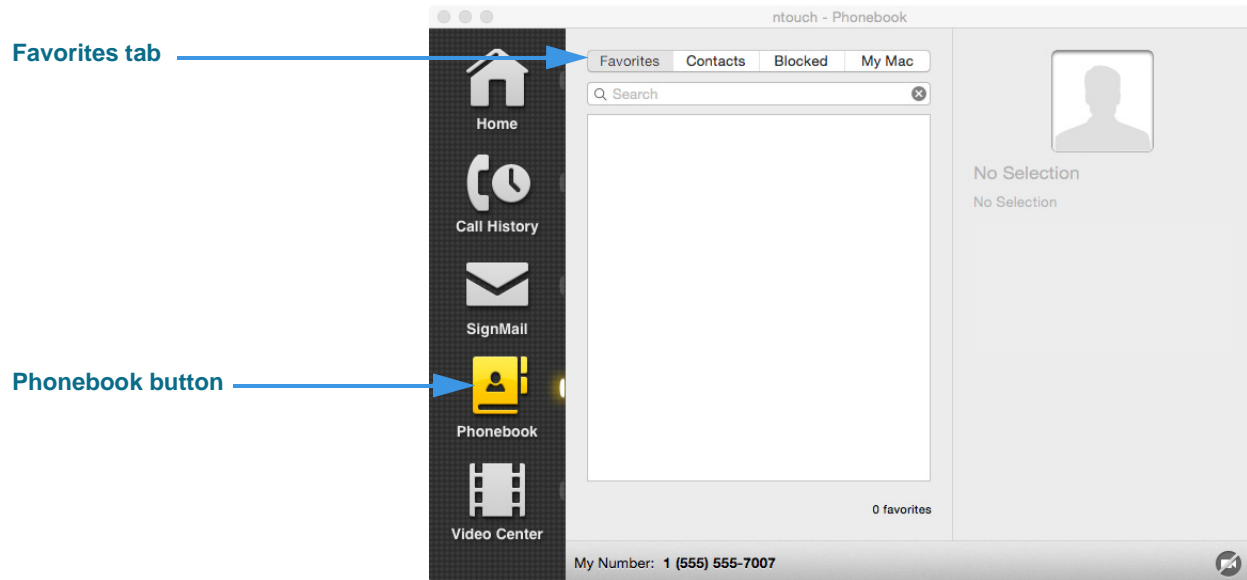 ntouch - Phonebook
Favorites tab
Favorites Contacts Blocked My Mac
Search
Home
No Selection
No Selection
Call History
SignMail
Phonebook button
Phonebook
0 favorites
Video Center
My Number: 1 (555) 555-7007